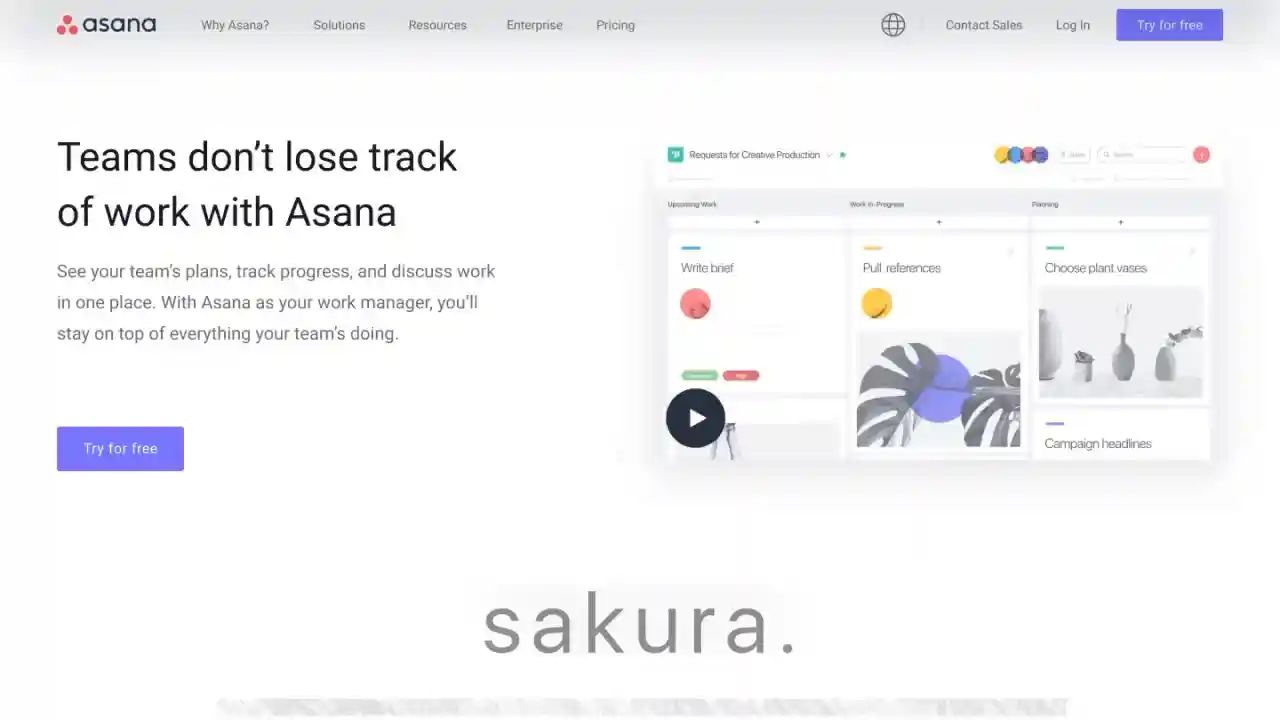 asana
Why Asana?
Solutions
Resources
Enterprise
Pricing
Contact Sales
Log In
Try for free
Teams don’t lose track
of work with Asana
See your team’s plans, track progress, and discuss work
in one place. With Asana as your work manager, you’ll
stay on top of everything your team’s doing.
Try for free
Requests for Creative Production
Upcoming Work
Work In-Progress
Planning
Write brief
Pull references
Choose plant vases
Campaign headlines
sakura.